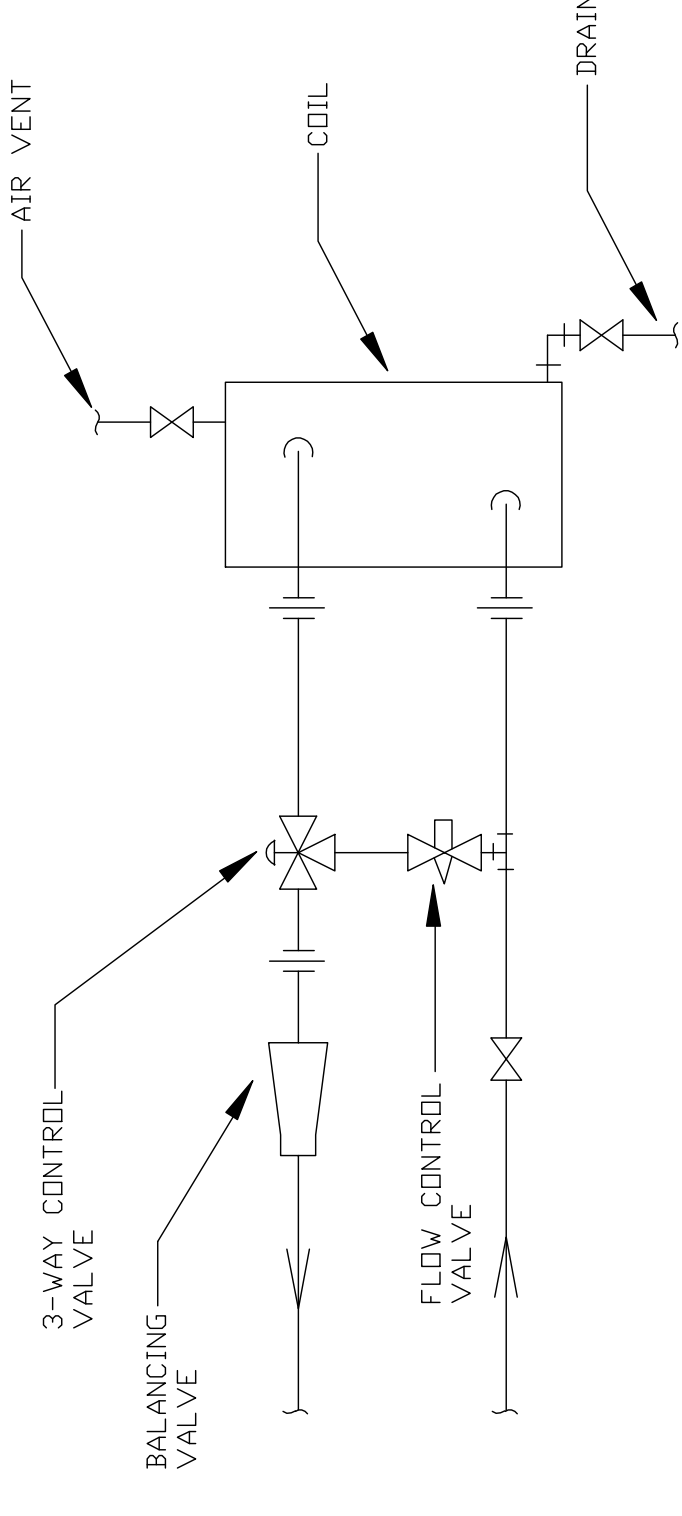 AIR VENT
COIL
DRAIN
3-WAY CONTROL
VALVE
BALANCING
VALVE
FLOW CONTROL
VALVE